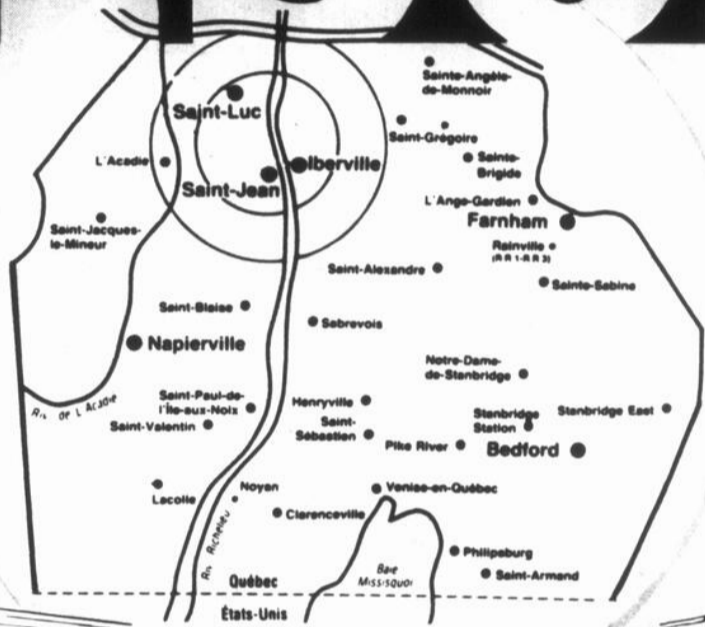 Sainte-Angèle-
de-Monnoir
Saint-Luc
Saint-Grégoire
L'Acadie
Iberville
Sainte-
Brigide
Saint-Jean
L'Ange-Gardien
Farnham
Saint-Jacques-
le-Mineur
Rainville
(R R 1-R R 3)
Saint-Alexandre
Sainte-Sabine
Saint-Blaise
Sabrevois
Napierville
Notre-Dame-
de-Stanbridge
Saint-Paul-de-
l'Île-aux-Noix
Henryville
Stanbridge
Station
Stanbridge East
Riv. DE L'ACADIE
Saint-Valentin
Saint-
Sébastien
Pike River
Bedford
Lacolle
Noyan
Venise-en-Québec
Clarenceville
Riv. RICHELIEU
Philipsburg
Baie
MISSISQUOI
Saint-Armand
Québec
États-Unis